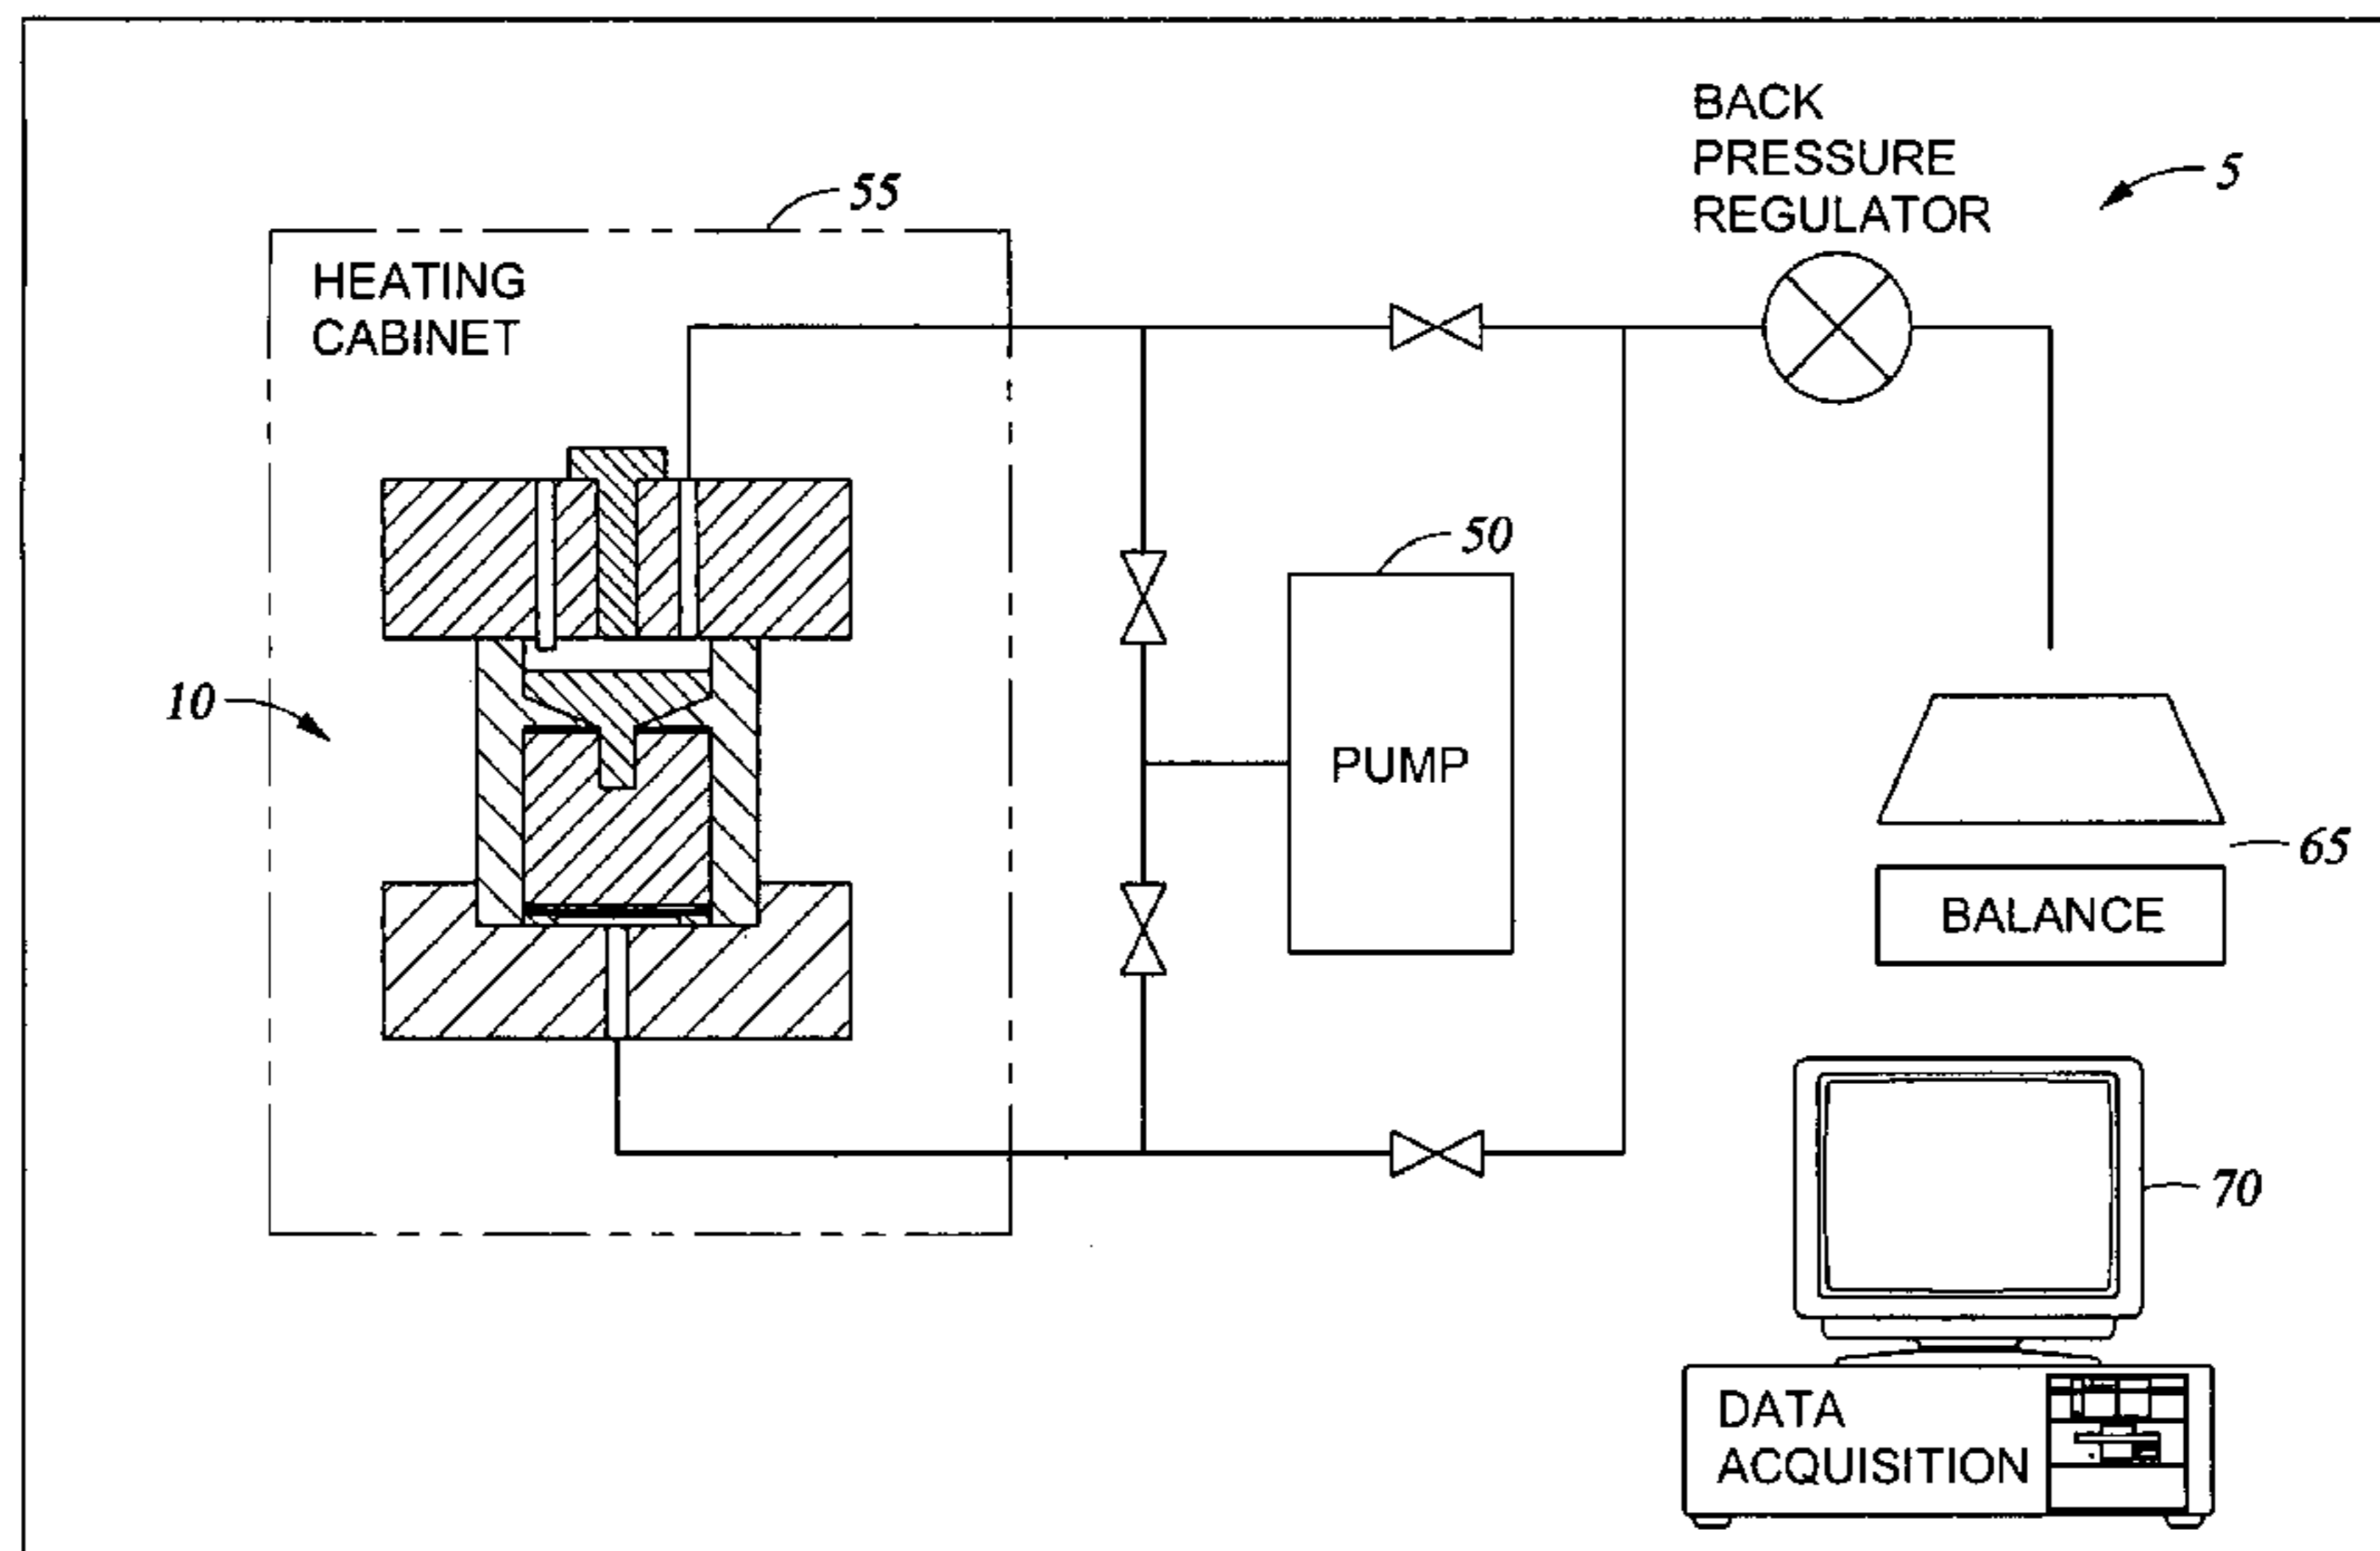 BACK
PRESSURE
REGULATOR
5
55
HEATING
CABINET
50
10
PUMP
65
BALANCE
70
DATA
ACQUISITION